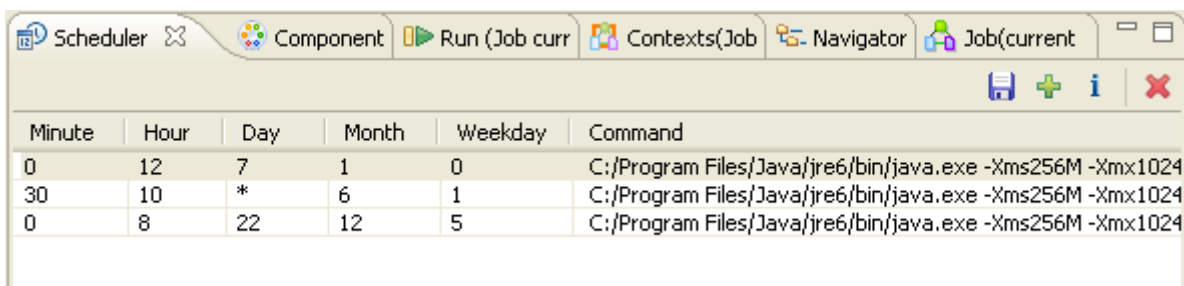 Scheduler Component Run (Job curr Contexts(Job Navigator Job(current
Minute Hour Day Month Weekday Command
0 12 7 1 0 C:/Program Files/Java/jre6/bin/java.exe -Xms256M -Xmx1024
30 10 * 6 1 C:/Program Files/Java/jre6/bin/java.exe -Xms256M -Xmx1024
0 8 22 12 5 C:/Program Files/Java/jre6/bin/java.exe -Xms256M -Xmx1024